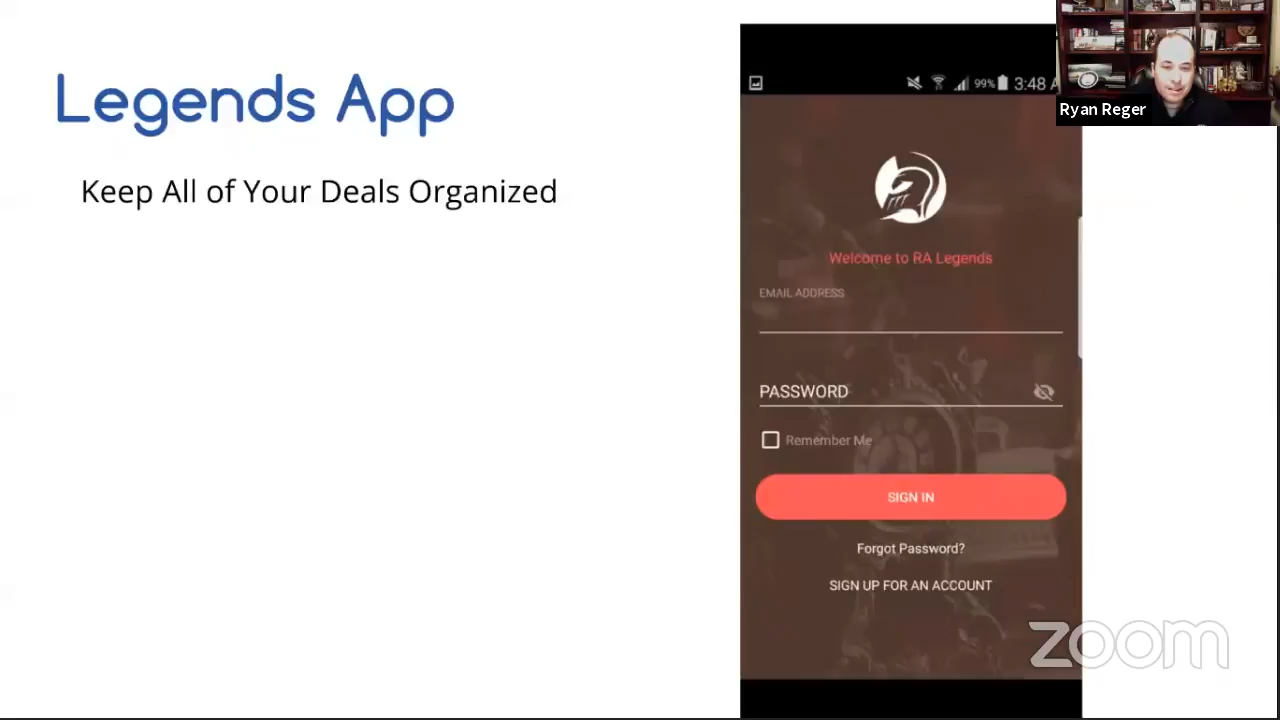 Legends App
Keep All of Your Deals Organized
99% 3:48 A
Ryan Reger
Welcome to RA Legends
EMAIL ADDRESS
PASSWORD
Remember Me
SIGN IN
Forgot Password?
SIGN UP FOR AN ACCOUNT
zoom